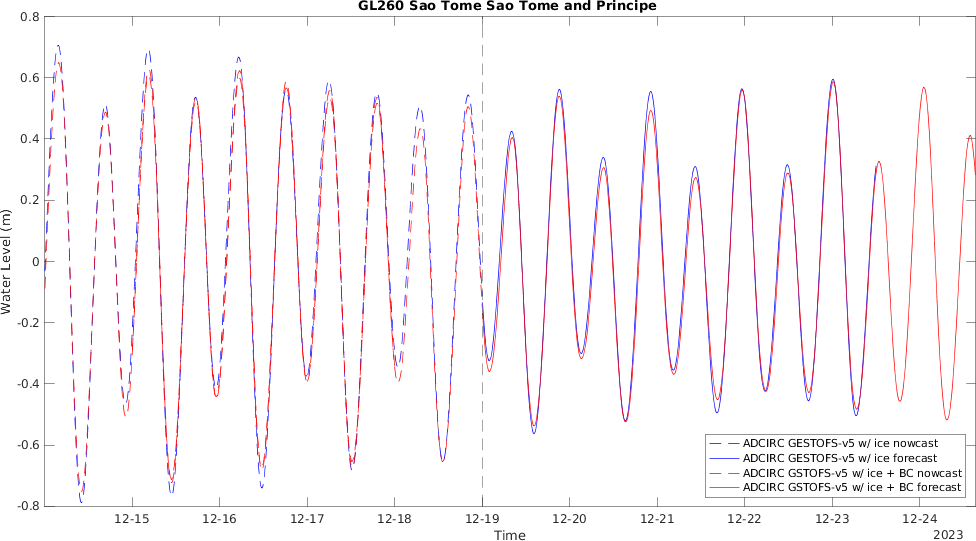 GL260 Sao Tome Sao Tome and Principe
0.8
0.6
0.4
0.2
0
-0.2
-0.4
-0.6
-0.8
Water Level (m)
12-15
12-16
12-17
12-18
12-19
12-20
12-21
12-22
12-23
12-24
Time
2023
ADCIRC GESTOFS-v5 w/ ice nowcast
ADCIRC GESTOFS-v5 w/ ice forecast
ADCIRC GSTOFS-v5 w/ ice + BC nowcast
ADCIRC GSTOFS-v5 w/ ice + BC forecast